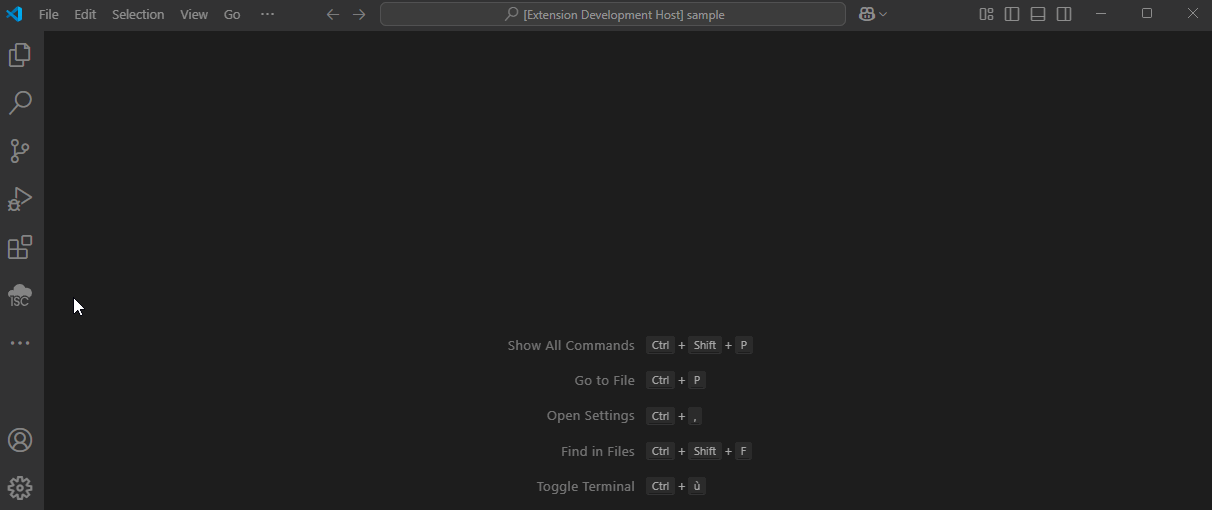 File Edit Selection View Go ··· [Extension Development Host] sample
ISC
Show All Commands Ctrl + Shift + P
Go to File Ctrl + P
Open Settings Ctrl + ,
Find in Files Ctrl + Shift + F
Toggle Terminal Ctrl + ù